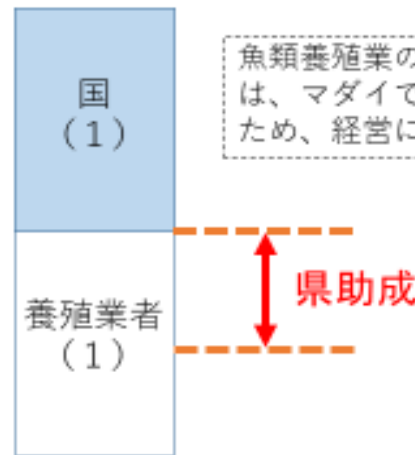 国
（１）
魚類養殖業の
は、マダイで
ため、経営に
県助成
養殖業者
（１）